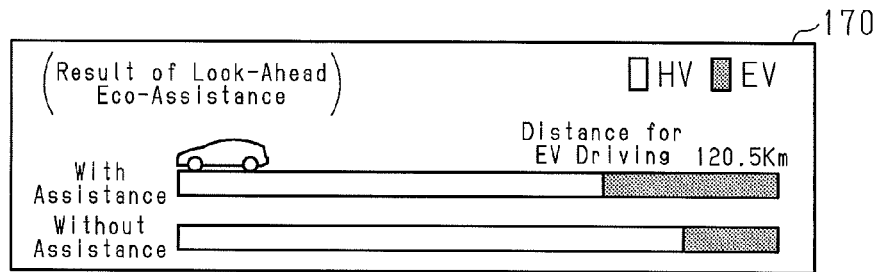 170
(Result of Look-Ahead
Eco-Assistance)
HV EV
Distance for
EV Driving 120.5Km
With
Assistance
Without
Assistance